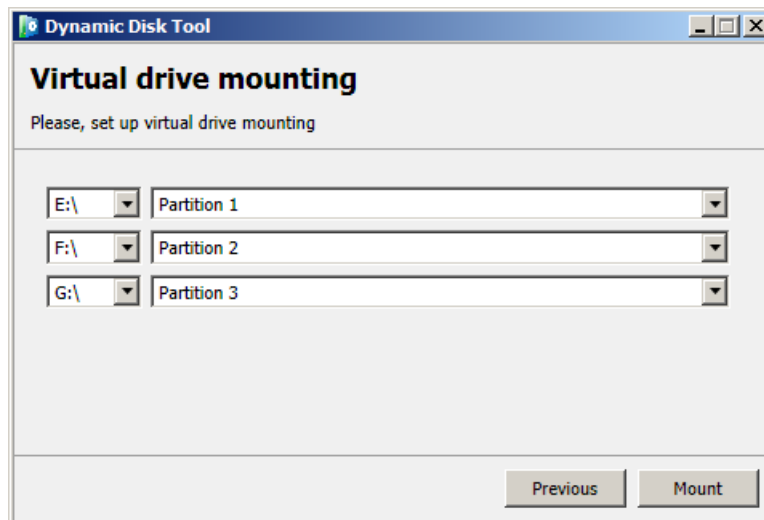 Dynamic Disk Tool
Virtual drive mounting
Please, set up virtual drive mounting
E:\ Partition 1
F:\ Partition 2
G:\ Partition 3
Previous Mount